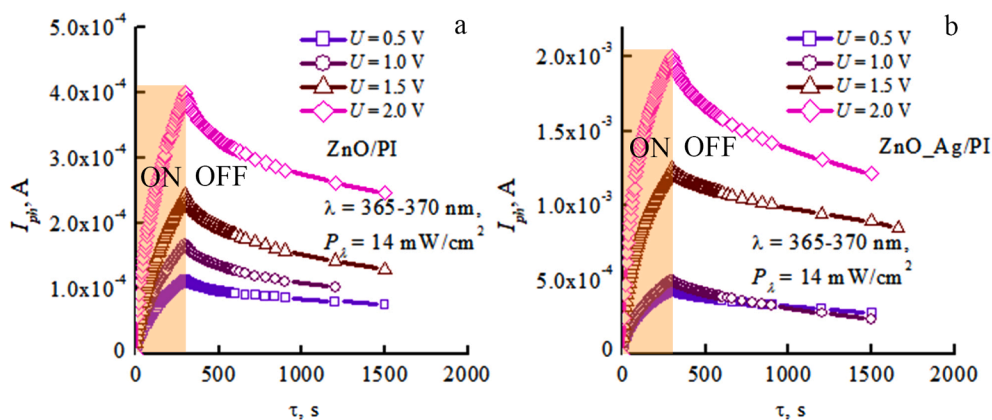 5.0x10⁻⁴
4.0x10⁻⁴
3.0x10⁻⁴
2.0x10⁻⁴
1.0x10⁻⁴
0
I_ph, A
a
U = 0.5 V
U = 1.0 V
U = 1.5 V
U = 2.0 V
ZnO/PI
ON OFF
λ = 365-370 nm,
P_λ = 14 mW/cm²
0 500 1000 1500 2000
τ, s
2.0x10⁻³
1.5x10⁻³
1.0x10⁻³
5.0x10⁻⁴
0
I_ph, A
b
U = 0.5 V
U = 1.0 V
U = 1.5 V
U = 2.0 V
ZnO_Ag/PI
ON OFF
λ = 365-370 nm,
P_λ = 14 mW/cm²
0 500 1000 1500 2000
τ, s